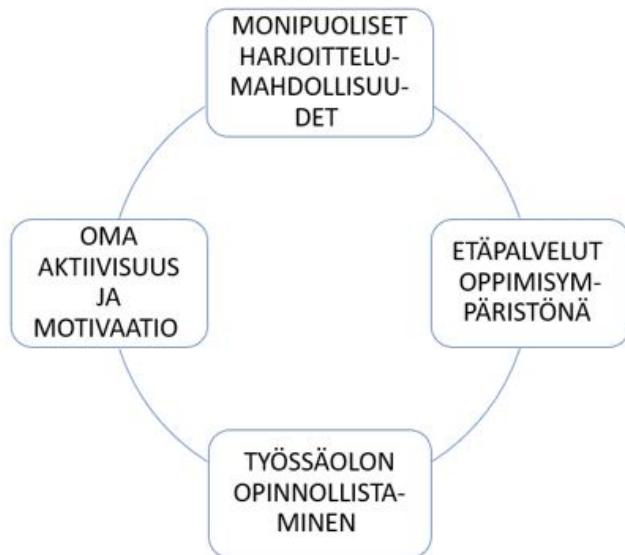 MONIPUOLISET
HARJOITTELU-
MAHDOLLISUU-
DET
OMA
AKTIIVISUUS
JA
MOTIVAATIO
ETÄPALVELUT
OPPIMISYM-
PÄRISTÖNÄ
TYÖSSÄOLON
OPINNOLLISTA-
MINEN